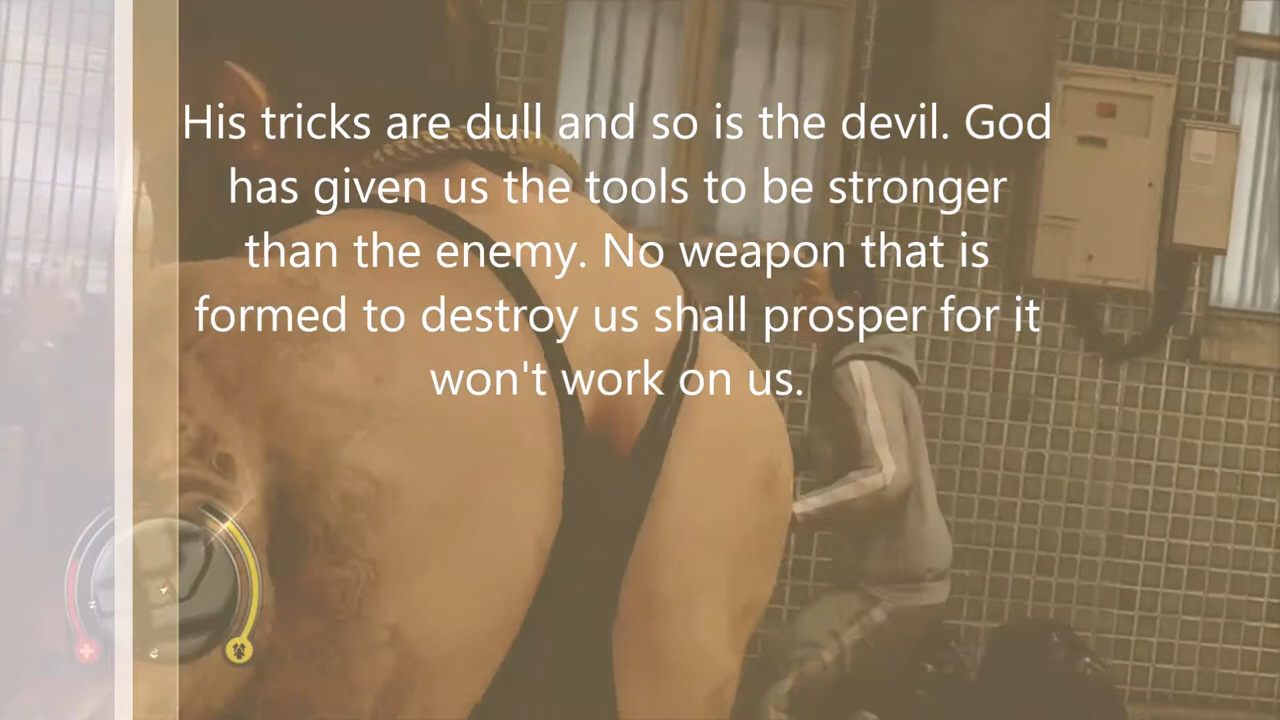 His tricks are dull and so is the devil. God
has given us the tools to be stronger
than the enemy. No weapon that is
formed to destroy us shall prosper for it
won't work on us.